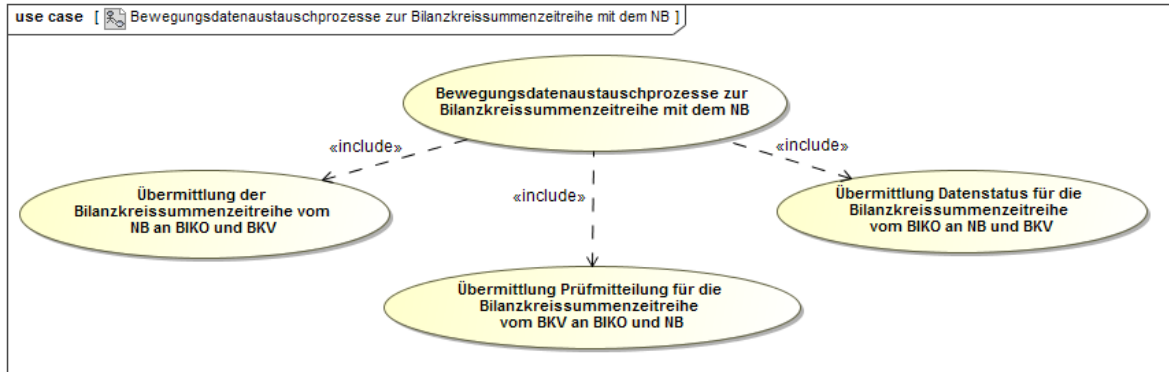 use case [ Bewegungsdatenaustauschprozesse zur Bilanzkreissummenzeitreihe mit dem NB ]
Bewegungsdatenaustauschprozesse zur
Bilanzkreissummenzeitreihe mit dem NB
«include»
«include»
«include»
Übermittlung der
Bilanzkreissummenzeitreihe vom
NB an BIKO und BKV
Übermittlung Datenstatus für die
Bilanzkreissummenzeitreihe
vom BIKO an NB und BKV
Übermittlung Prüfmitteilung für die
Bilanzkreissummenzeitreihe
vom BKV an BIKO und NB